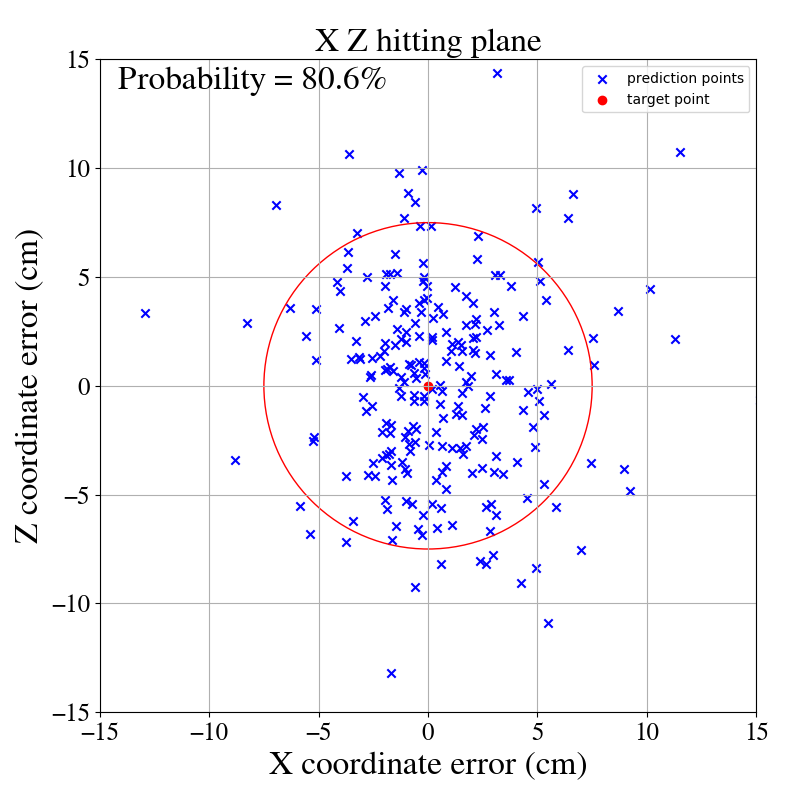 X Z hitting plane
Probability = 80.6%
prediction points
target point
15
10
5
0
−5
−10
−15
Z coordinate error (cm)
−15 −10 −5 0 5 10 15
X coordinate error (cm)